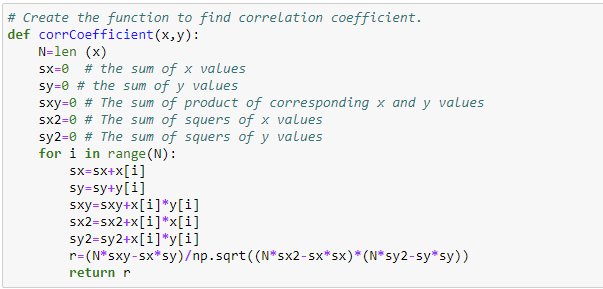 # Create the function to find correlation coefficient.
def corrCoefficient(x,y):
    N=len (x)
    sx=0  # the sum of x values
    sy=0 # the sum of y values
    sxy=0 # The sum of product of corresponding x and y values
    sx2=0 # The sum of squers of x values
    sy2=0 # The sum of squers of y values
    for i in range(N):
        sx=sx+x[i]
        sy=sy+y[i]
        sxy=sxy+x[i]*y[i]
        sx2=sx2+x[i]*x[i]
        sy2=sy2+x[i]*y[i]
        r=(N*sxy-sx*sy)/np.sqrt((N*sx2-sx*sx)*(N*sy2-sy*sy))
        return r